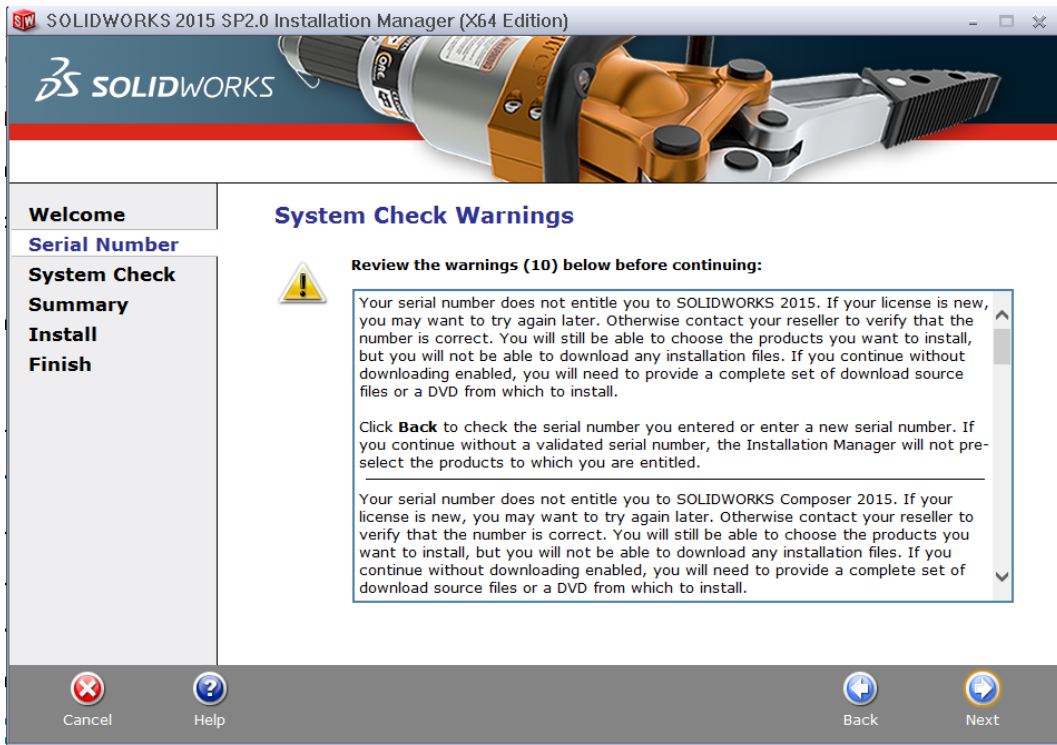 SOLIDWORKS 2015 SP2.0 Installation Manager (X64 Edition)
SOLIDWORKS
Welcome
Serial Number
System Check
Summary
Install
Finish
System Check Warnings
Review the warnings (10) below before continuing:
Your serial number does not entitle you to SOLIDWORKS 2015. If your license is new,
you may want to try again later. Otherwise contact your reseller to verify that the
number is correct. You will still be able to choose the products you want to install,
but you will not be able to download any installation files. If you continue without
downloading enabled, you will need to provide a complete set of download source
files or a DVD from which to install.
Click Back to check the serial number you entered or enter a new serial number. If
you continue without a validated serial number, the Installation Manager will not pre-
select the products to which you are entitled.
Your serial number does not entitle you to SOLIDWORKS Composer 2015. If your
license is new, you may want to try again later. Otherwise contact your reseller to
verify that the number is correct. You will still be able to choose the products you
want to install, but you will not be able to download any installation files. If you
continue without downloading enabled, you will need to provide a complete set of
download source files or a DVD from which to install.
Cancel
Help
Back
Next